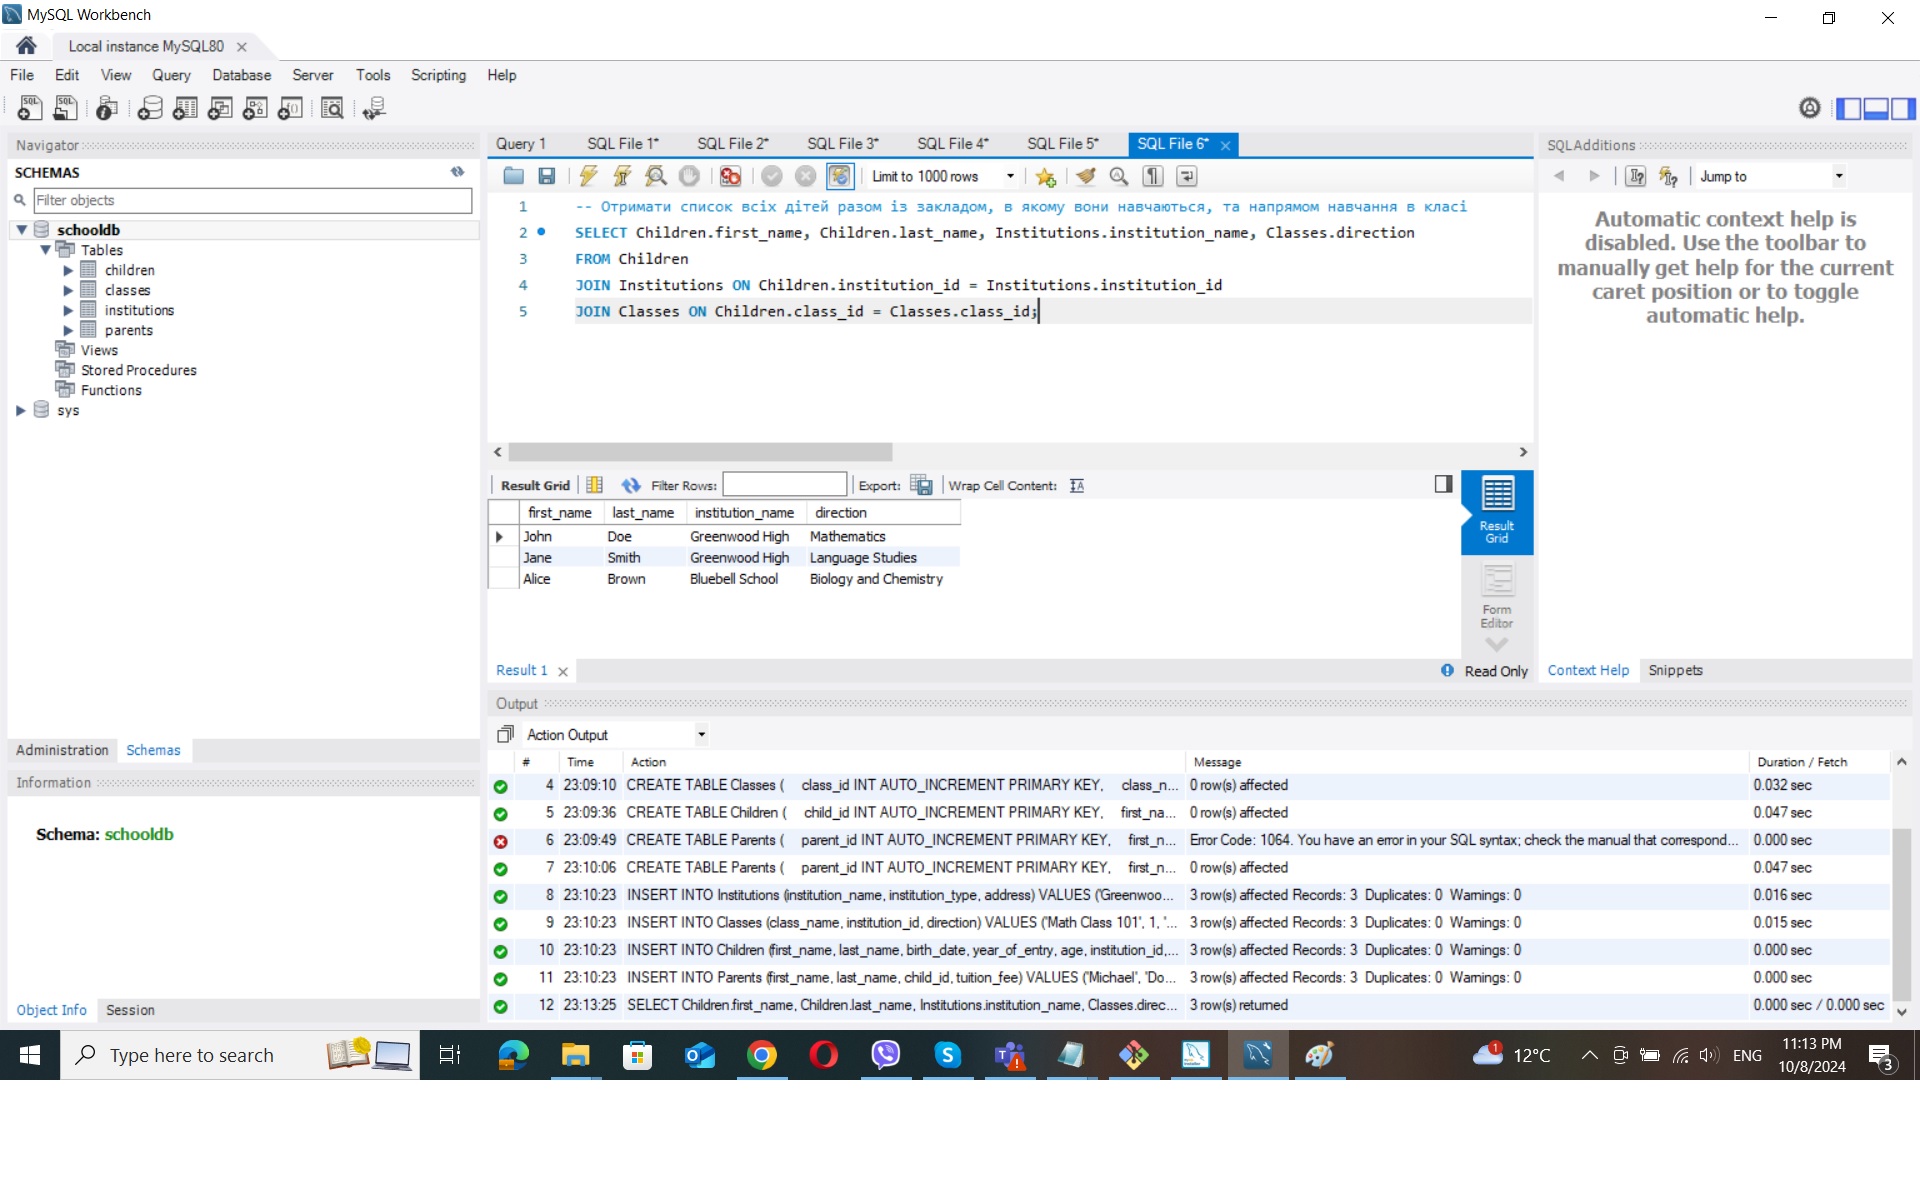 MySQL Workbench
Local instance MySQL80
File Edit View Query Database Server Tools Scripting Help
Navigator
SCHEMAS
Filter objects
schooldb
Tables
children
classes
institutions
parents
Views
Stored Procedures
Functions
sys
Administration Schemas
Information
Schema: schooldb
Object Info Session
Query 1 SQL File 1* SQL File 2* SQL File 3* SQL File 4* SQL File 5* SQL File 6*
Limit to 1000 rows
1 -- Отримати список всіх дітей разом із закладом, в якому вони навчаються, та напрямом навчання в класі
2 SELECT Children.first_name, Children.last_name, Institutions.institution_name, Classes.direction
3 FROM Children
4 JOIN Institutions ON Children.institution_id = Institutions.institution_id
5 JOIN Classes ON Children.class_id = Classes.class_id;
Result Grid Filter Rows: Export: Wrap Cell Content:
first_name last_name institution_name direction
John Doe Greenwood High Mathematics
Jane Smith Greenwood High Language Studies
Alice Brown Bluebell School Biology and Chemistry
Result
Grid
Form
Editor
Result 1
Read Only
SQLAdditions
Jump to
Automatic context help is
disabled. Use the toolbar to
manually get help for the current
caret position or to toggle
automatic help.
Context Help Snippets
Output
Action Output
# Time Action Message Duration / Fetch
4 23:09:10 CREATE TABLE Classes ( class_id INT AUTO_INCREMENT PRIMARY KEY, class_n... 0 row(s) affected 0.032 sec
5 23:09:36 CREATE TABLE Children ( child_id INT AUTO_INCREMENT PRIMARY KEY, first_na... 0 row(s) affected 0.047 sec
6 23:09:49 CREATE TABLE Parents ( parent_id INT AUTO_INCREMENT PRIMARY KEY, first_n... Error Code: 1064. You have an error in your SQL syntax; check the manual that correspond... 0.000 sec
7 23:10:06 CREATE TABLE Parents ( parent_id INT AUTO_INCREMENT PRIMARY KEY, first_n... 0 row(s) affected 0.047 sec
8 23:10:23 INSERT INTO Institutions (institution_name, institution_type, address) VALUES ('Greenwoo... 3 row(s) affected Records: 3 Duplicates: 0 Warnings: 0 0.016 sec
9 23:10:23 INSERT INTO Classes (class_name, institution_id, direction) VALUES ('Math Class 101', 1, '... 3 row(s) affected Records: 3 Duplicates: 0 Warnings: 0 0.015 sec
10 23:10:23 INSERT INTO Children (first_name, last_name, birth_date, year_of_entry, age, institution_id,... 3 row(s) affected Records: 3 Duplicates: 0 Warnings: 0 0.000 sec
11 23:10:23 INSERT INTO Parents (first_name, last_name, child_id, tuition_fee) VALUES ('Michael', 'Do... 3 row(s) affected Records: 3 Duplicates: 0 Warnings: 0 0.000 sec
12 23:13:25 SELECT Children.first_name, Children.last_name, Institutions.institution_name, Classes.direc... 3 row(s) returned 0.000 sec / 0.000 sec
Type here to search
1 12°C ENG 11:13 PM
10/8/2024
3